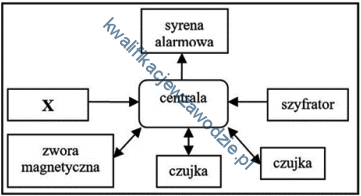 syrena
alarmowa
X
centrala
szyfrator
zwora
magnetyczna
czujka
czujka
kwalifikacjewzawodzie.pl